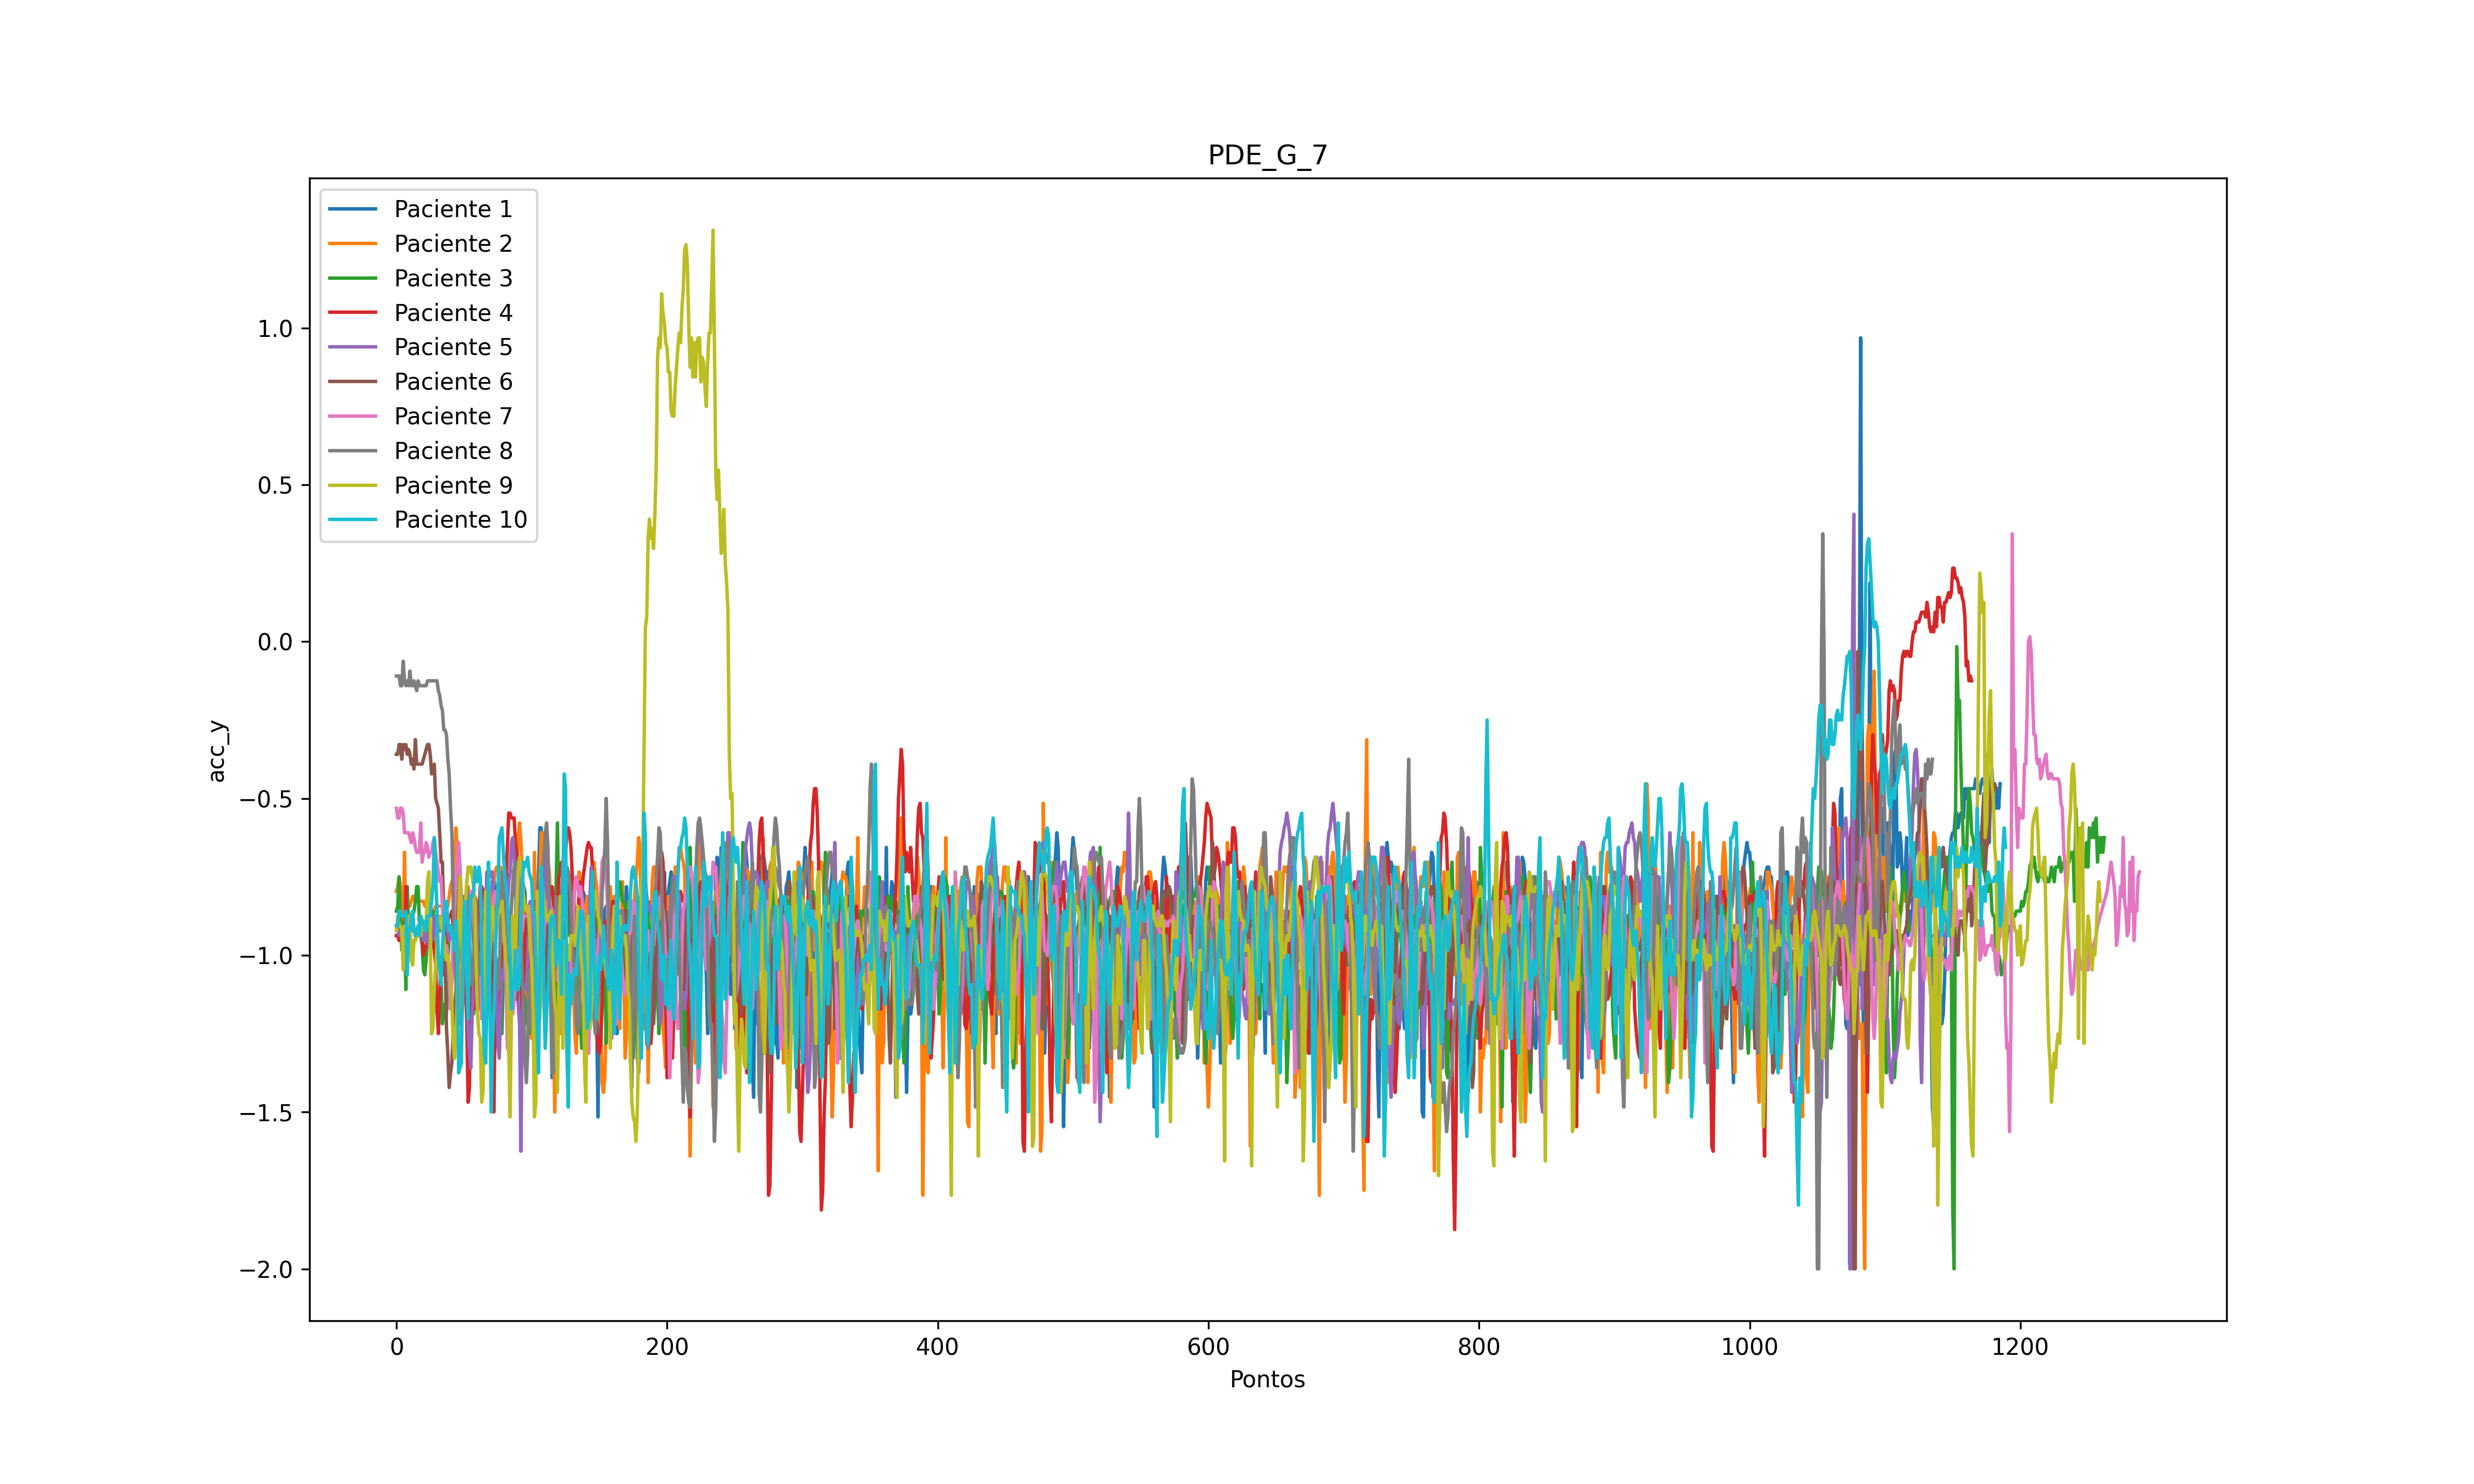 PDE_G_7
Paciente 1
Paciente 2
Paciente 3
Paciente 4
Paciente 5
Paciente 6
Paciente 7
Paciente 8
Paciente 9
Paciente 10
acc_y
1.0
0.5
0.0
−0.5
−1.0
−1.5
−2.0
0 200 400 600 800 1000 1200
Pontos